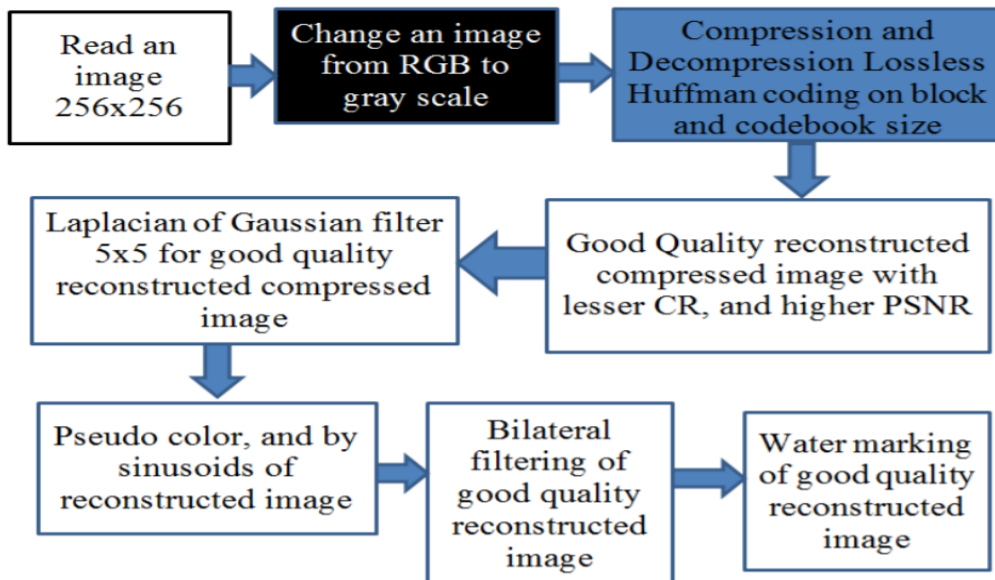 Read an
image
256x256
Change an image
from RGB to
gray scale
Compression and
Decompression Lossless
Huffman coding on block
and codebook size
Good Quality reconstructed
compressed image with
lesser CR, and higher PSNR
Laplacian of Gaussian filter
5x5 for good quality
reconstructed compressed
image
Pseudo color, and by
sinusoids of
reconstructed image
Bilateral
filtering of
good quality
reconstructed
image
Water marking
of good quality
reconstructed
image